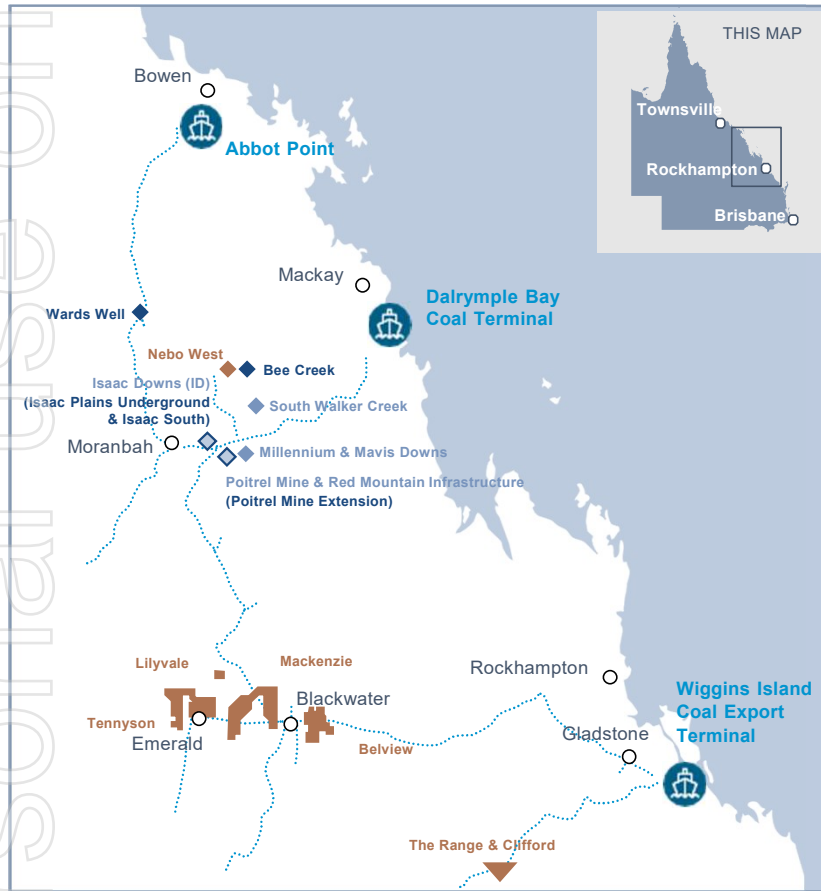 THIS MAP
Townsville
Rockhampton
Brisbane
Bowen
Abbot Point
Mackay
Dalrymple Bay
Coal Terminal
Wards Well
Nebo West
Bee Creek
Isaac Downs (ID)
(Isaac Plains Underground
& Isaac South)
South Walker Creek
Moranbah
Millennium & Mavis Downs
Poitrel Mine & Red Mountain Infrastructure
(Poitrel Mine Extension)
Lilyvale
Mackenzie
Rockhampton
Blackwater
Wiggins Island
Coal Export
Terminal
Tennyson
Emerald
Belview
Gladstone
The Range & Clifford
sonal use on